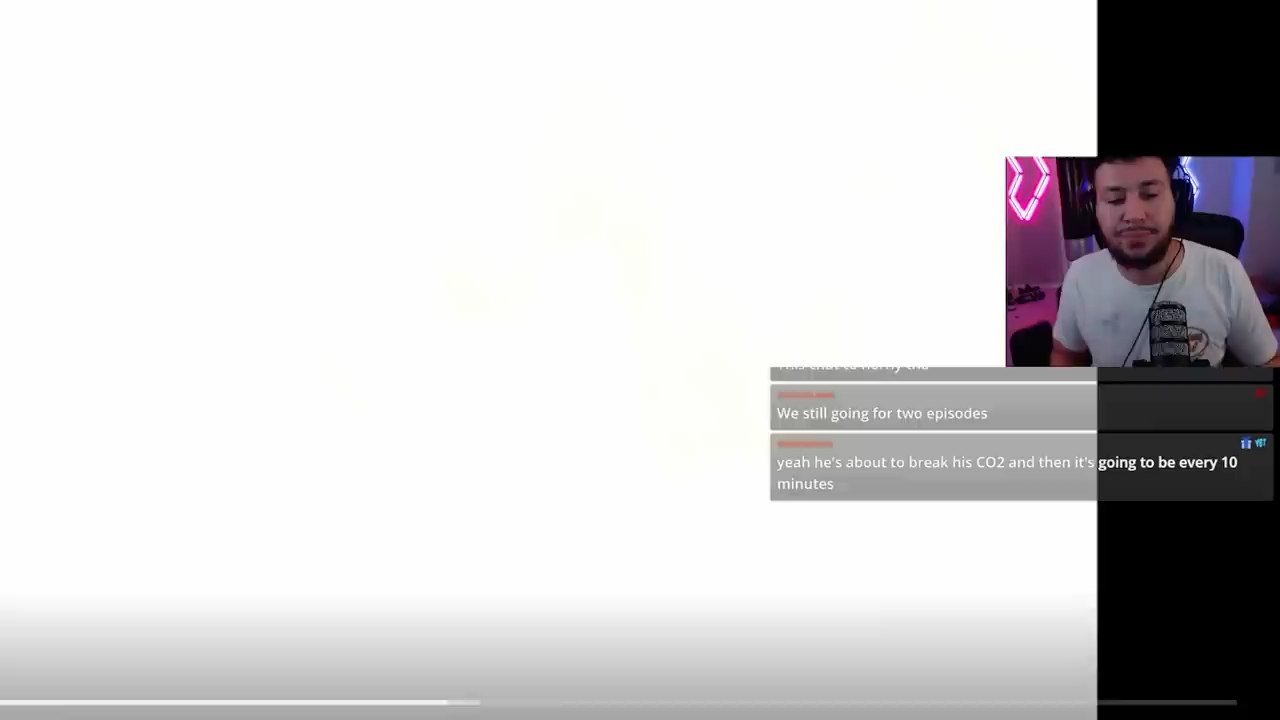 We still going for two episodes
yeah he's about to break his CO2 and then it's going to be every 10
minutes